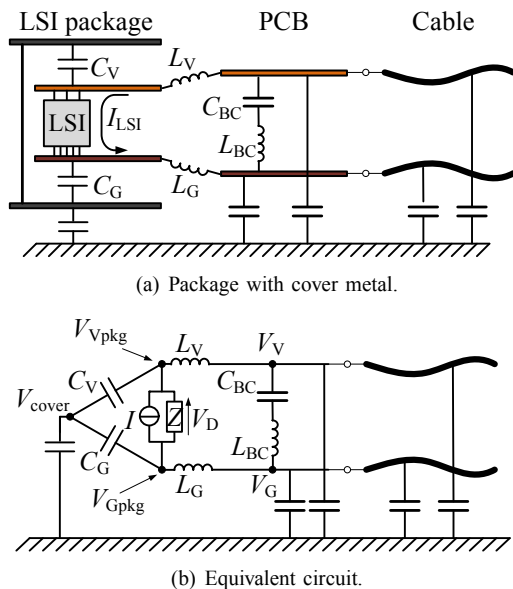 LSI package
PCB
Cable
C_V
L_V
C_BC
LSI
I_LSI
L_BC
C_G
L_G
(a) Package with cover metal.
V_Vpkg
L_V
V_V
C_V
C_BC
V_cover
I
Z
V_D
L_BC
C_G
V_Gpkg
L_G
V_G
(b) Equivalent circuit.